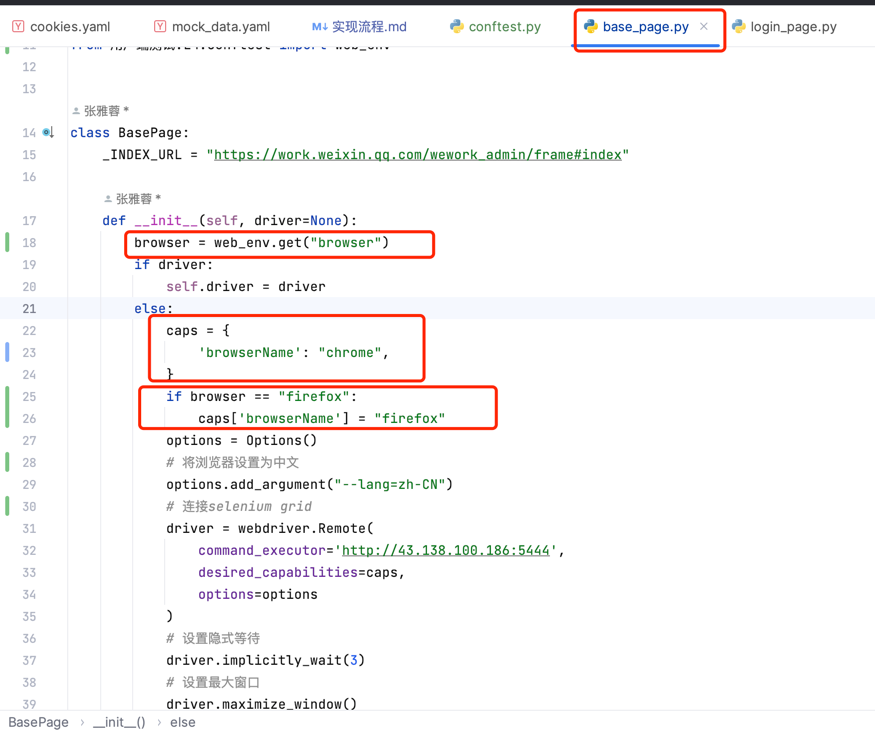 cookies.yaml
mock_data.yaml
M↓ 实现流程.md
conftest.py
base_page.py
login_page.py
12
13
张雅蓉 *
14 class BasePage:
15 _INDEX_URL = "https://work.weixin.qq.com/wework_admin/frame#index"
16
张雅蓉 *
17 def __init__(self, driver=None):
18 browser = web_env.get("browser")
19 if driver:
20 self.driver = driver
21 else:
22 caps = {
23 'browserName': "chrome",
24 }
25 if browser == "firefox":
26 caps['browserName'] = "firefox"
27 options = Options()
28 # 将浏览器设置为中文
29 options.add_argument("--lang=zh-CN")
30 # 连接selenium grid
31 driver = webdriver.Remote(
32 command_executor='http://43.138.100.186:5444',
33 desired_capabilities=caps,
34 options=options
35 )
36 # 设置隐式等待
37 driver.implicitly_wait(3)
38 # 设置最大窗口
39 driver.maximize_window()
BasePage › __init__() › else